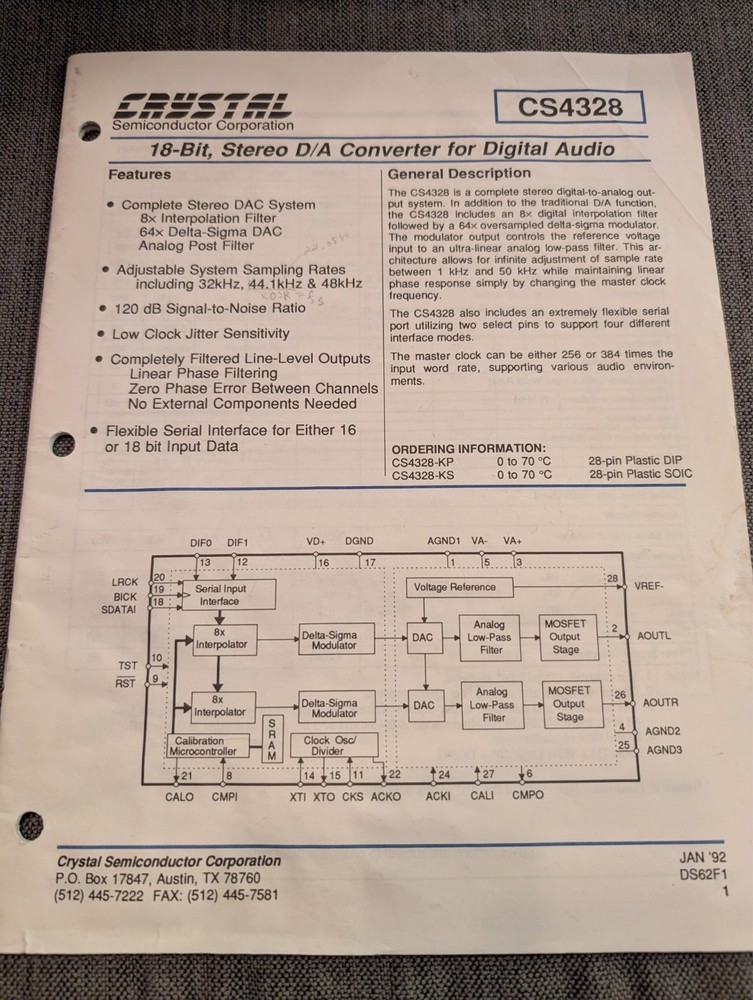 CRYSTAL
Semiconductor Corporation
CS4328
18-Bit, Stereo D/A Converter for Digital Audio
Features
• Complete Stereo DAC System
8x Interpolation Filter
64x Delta-Sigma DAC
Analog Post Filter
• Adjustable System Sampling Rates
including 32kHz, 44.1kHz & 48kHz
• 120 dB Signal-to-Noise Ratio
• Low Clock Jitter Sensitivity
• Completely Filtered Line-Level Outputs
Linear Phase Filtering
Zero Phase Error Between Channels
No External Components Needed
• Flexible Serial Interface for Either 16
or 18 bit Input Data
General Description
The CS4328 is a complete stereo digital-to-analog out-
put system. In addition to the traditional D/A function,
the CS4328 includes an 8x digital interpolation filter
followed by a 64x oversampled delta-sigma modulator.
The modulator output controls the reference voltage
input to an ultra-linear analog low-pass filter. This ar-
chitecture allows for infinite adjustment of sample rate
between 1 kHz and 50 kHz while maintaining linear
phase response simply by changing the master clock
frequency.
The CS4328 also includes an extremely flexible serial
port utilizing two select pins to support four different
interface modes.
The master clock can be either 256 or 384 times the
input word rate, supporting various audio environ-
ments.
ORDERING INFORMATION:
CS4328-KP 0 to 70 °C 28-pin Plastic DIP
CS4328-KS 0 to 70 °C 28-pin Plastic SOIC
DIF0 DIF1 VD+ DGND AGND1 VA- VA+
13 12 16 17 1 5 3
LRCK 20
BICK 19
SDATAI 18
Serial Input
Interface
Voltage Reference
28 VREF-
8x
Interpolator
Delta-Sigma
Modulator
DAC
Analog
Low-Pass
Filter
MOSFET
Output
Stage
2 AOUTL
TST 10
RST 9
8x
Interpolator
Delta-Sigma
Modulator
DAC
Analog
Low-Pass
Filter
MOSFET
Output
Stage
26 AOUTR
4 AGND2
25 AGND3
Calibration
Microcontroller
SRAM
Clock Osc/
Divider
21 8 14 15 11 22 24 27 6
CALO CMPI XTI XTO CKS ACKO ACKI CALI CMPO
Crystal Semiconductor Corporation
P.O. Box 17847, Austin, TX 78760
(512) 445-7222 FAX: (512) 445-7581
JAN '92
DS62F1
1